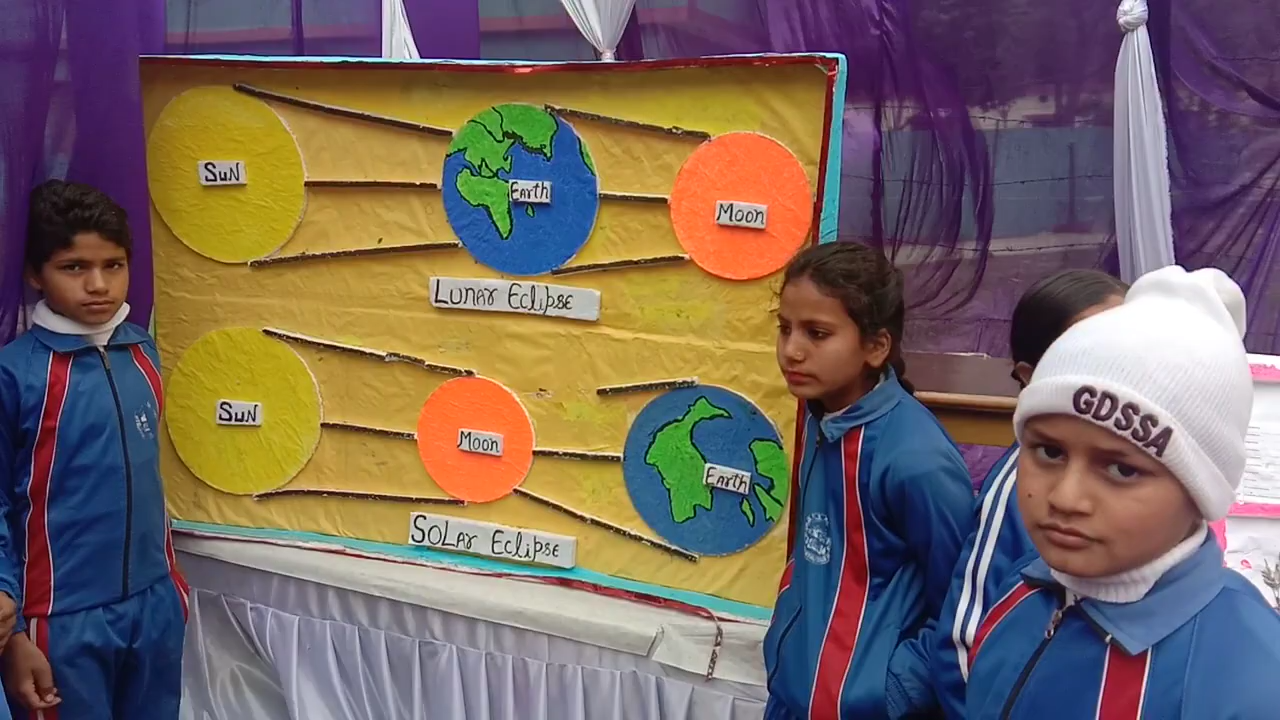 SuN
Earth
Moon
Lunar Eclipse
SuN
Moon
Earth
SOLar Eclipse
GDSSA